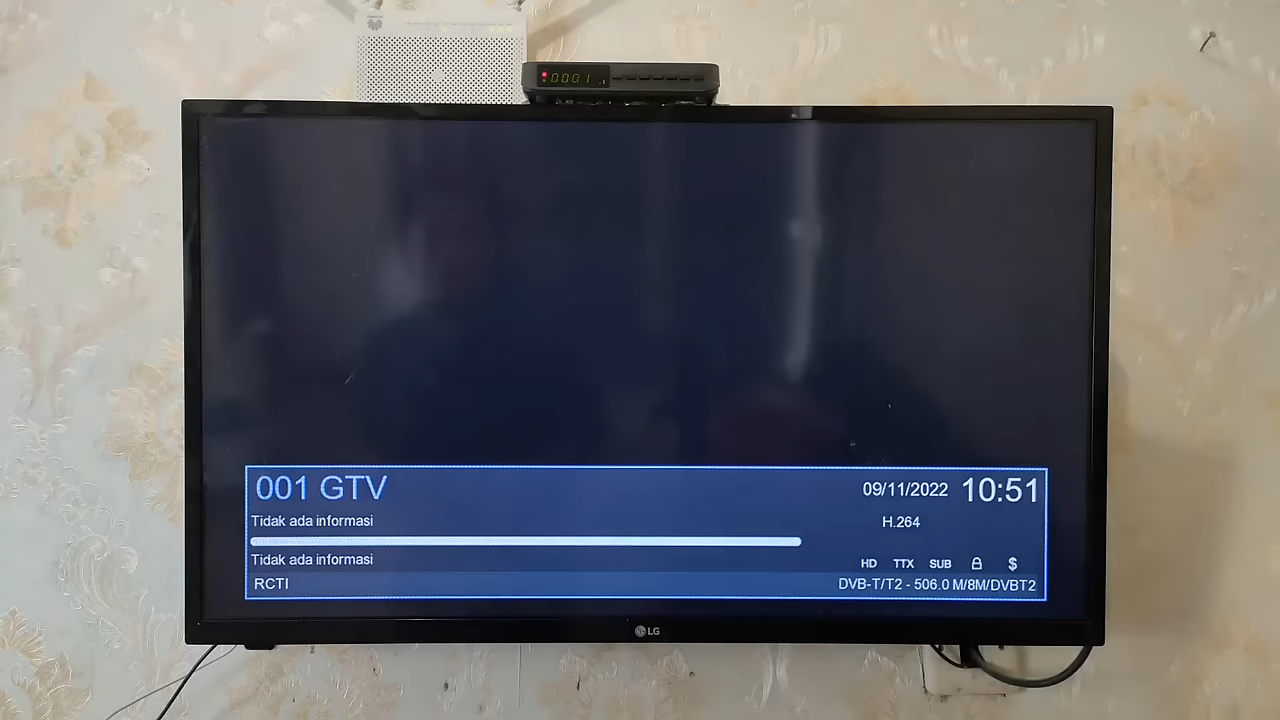 0001
001 GTV
09/11/2022 10:51
Tidak ada informasi
H.264
Tidak ada informasi
HD TTX SUB $
RCTI
DVB-T/T2 - 506.0 M/8M/DVBT2
LG